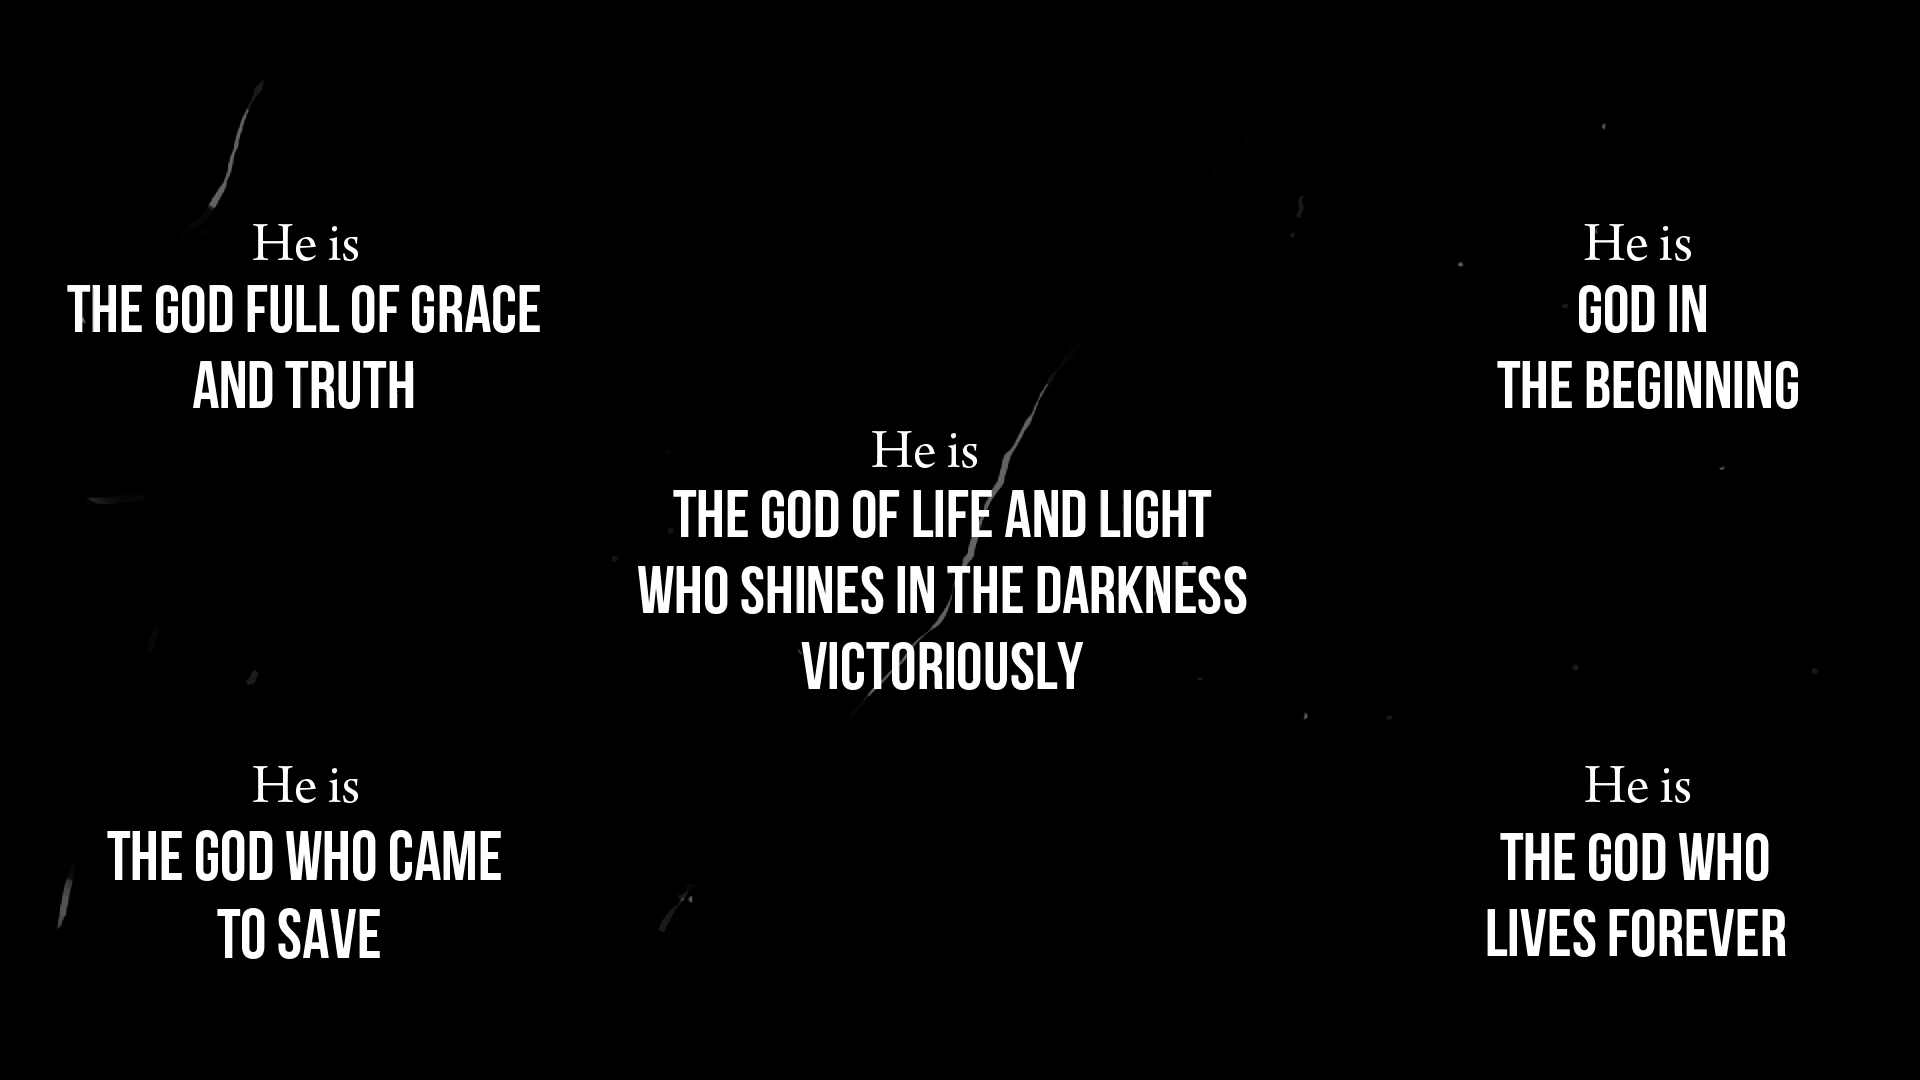 He is
THE GOD FULL OF GRACE
AND TRUTH
He is
GOD IN
THE BEGINNING
He is
THE GOD OF LIFE AND LIGHT
WHO SHINES IN THE DARKNESS
VICTORIOUSLY
He is
THE GOD WHO CAME
TO SAVE
He is
THE GOD WHO
LIVES FOREVER